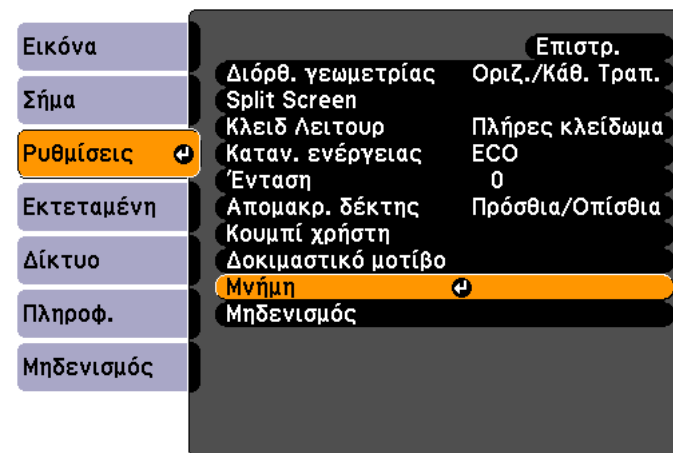 Εικόνα
Σήμα
Ρυθμίσεις
Εκτεταμένη
Δίκτυο
Πληροφ.
Μηδενισμός
Επιστρ.
Διόρθ. γεωμετρίας Οριζ./Κάθ. Τραπ.
Split Screen
Κλειδ Λειτουρ Πλήρες κλείδωμα
Καταν. ενέργειας ECO
Ένταση 0
Απομακρ. δέκτης Πρόσθια/Οπίσθια
Κουμπί χρήστη
Δοκιμαστικό μοτίβο
Μνήμη
Μηδενισμός